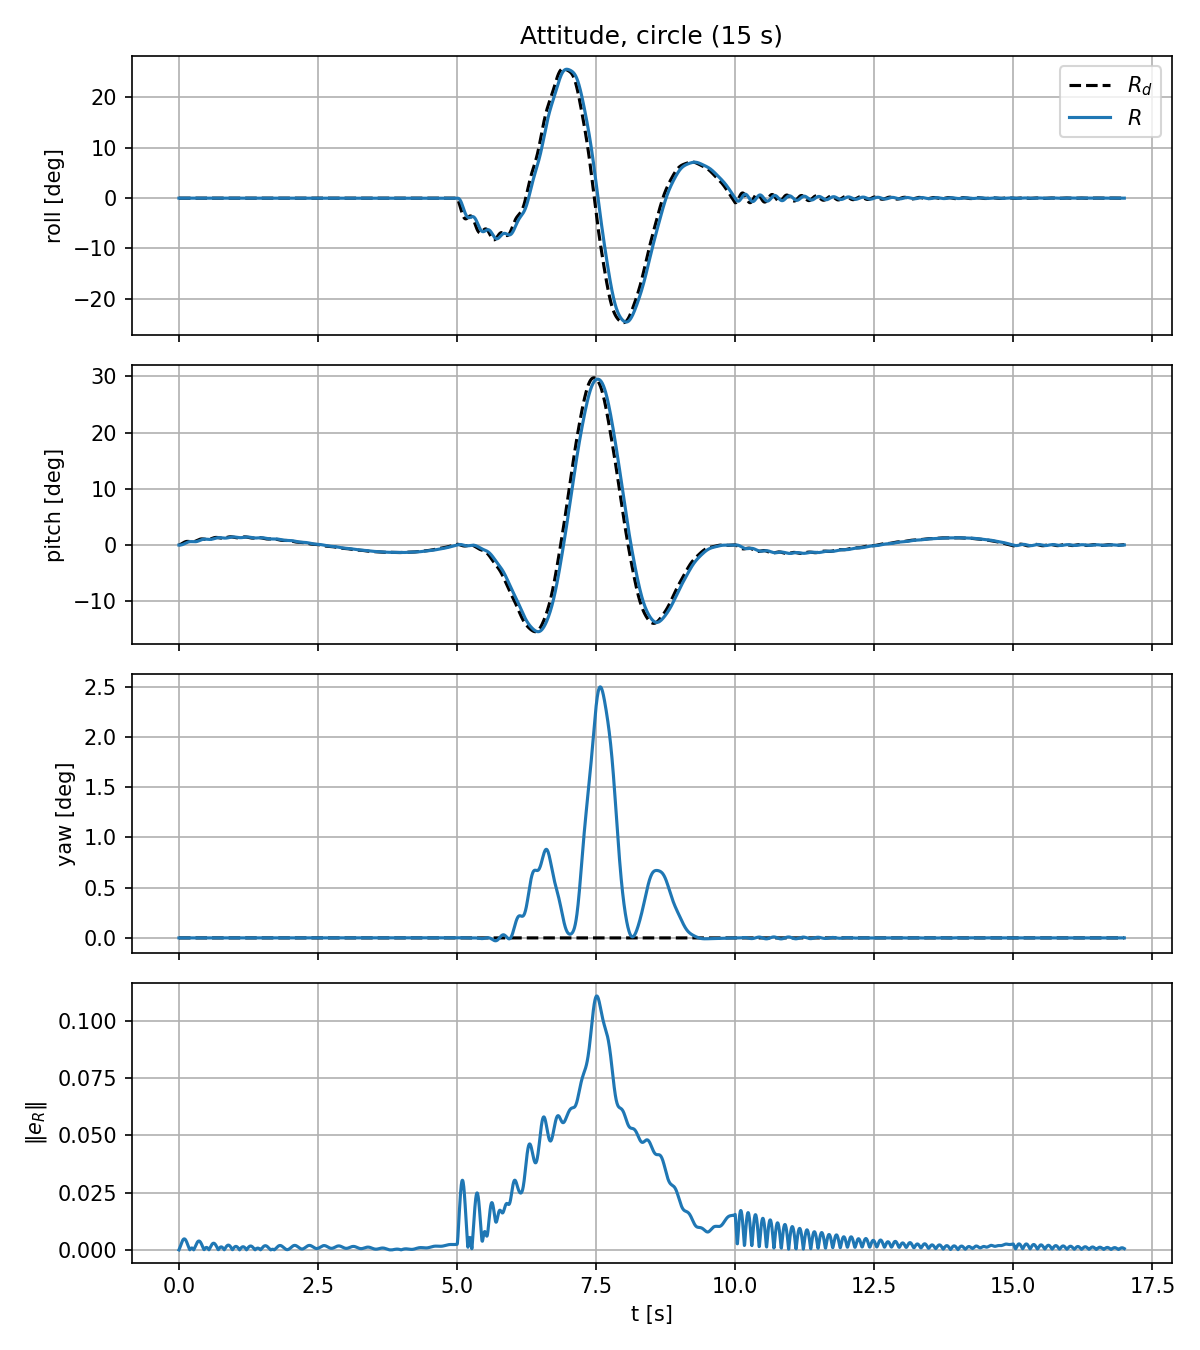 Attitude, circle (15 s)
R_d
R
roll [deg]
20
10
0
−10
−20
pitch [deg]
30
20
10
0
−10
yaw [deg]
2.5
2.0
1.5
1.0
0.5
0.0
‖e_R‖
0.100
0.075
0.050
0.025
0.000
0.0 2.5 5.0 7.5 10.0 12.5 15.0 17.5
t [s]